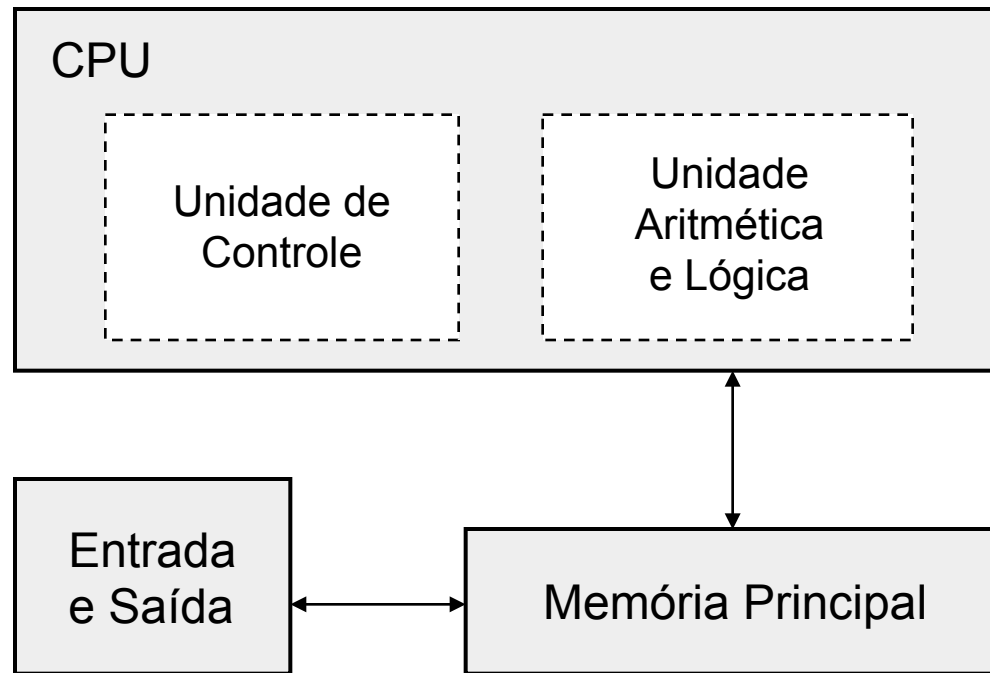 CPU
Unidade de
Controle
Unidade
Aritmética
e Lógica
Entrada
e Saída
Memória Principal